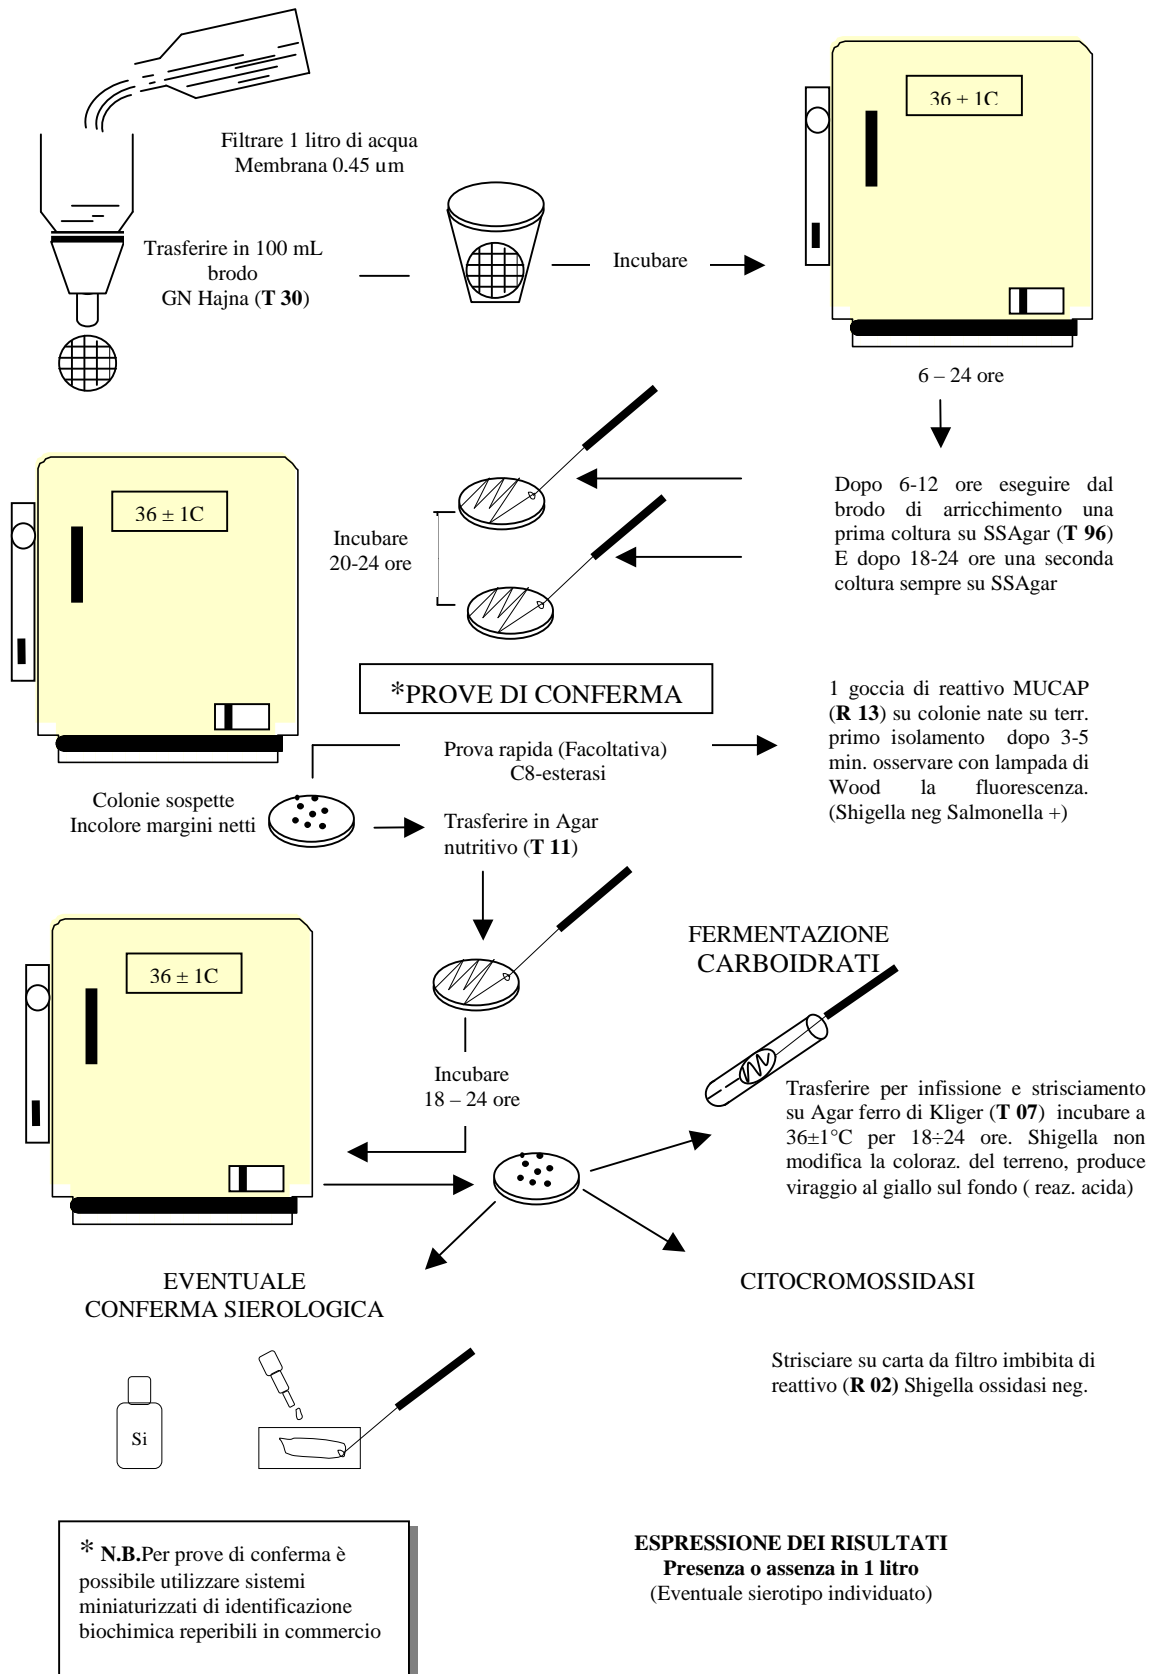 36 ± 1C
Filtrare 1 litro di acqua
Membrana 0.45 um
Trasferire in 100 mL
brodo
GN Hajna (T 30)
Incubare
6 – 24 ore
36 ± 1C
Incubare
20-24 ore
Dopo 6-12 ore eseguire dal
brodo di arricchimento una
prima coltura su SSAgar (T 96)
E dopo 18-24 ore una seconda
coltura sempre su SSAgar
*PROVE DI CONFERMA
Prova rapida (Facoltativa)
C8-esterasi
1 goccia di reattivo MUCAP
(R 13) su colonie nate su terr.
primo isolamento dopo 3-5
min. osservare con lampada di
Wood la fluorescenza.
(Shigella neg Salmonella +)
Colonie sospette
Incolore margini netti
Trasferire in Agar
nutritivo (T 11)
36 ± 1C
FERMENTAZIONE
CARBOIDRATI
Incubare
18 – 24 ore
Trasferire per infissione e strisciamento
su Agar ferro di Kliger (T 07) incubare a
36±1°C per 18÷24 ore. Shigella non
modifica la coloraz. del terreno, produce
viraggio al giallo sul fondo ( reaz. acida)
EVENTUALE
CONFERMA SIEROLOGICA
CITOCROMOSSIDASI
Strisciare su carta da filtro imbibita di
reattivo (R 02) Shigella ossidasi neg.
Si
* N.B.Per prove di conferma è
possibile utilizzare sistemi
miniaturizzati di identificazione
biochimica reperibili in commercio
ESPRESSIONE DEI RISULTATI
Presenza o assenza in 1 litro
(Eventuale sierotipo individuato)